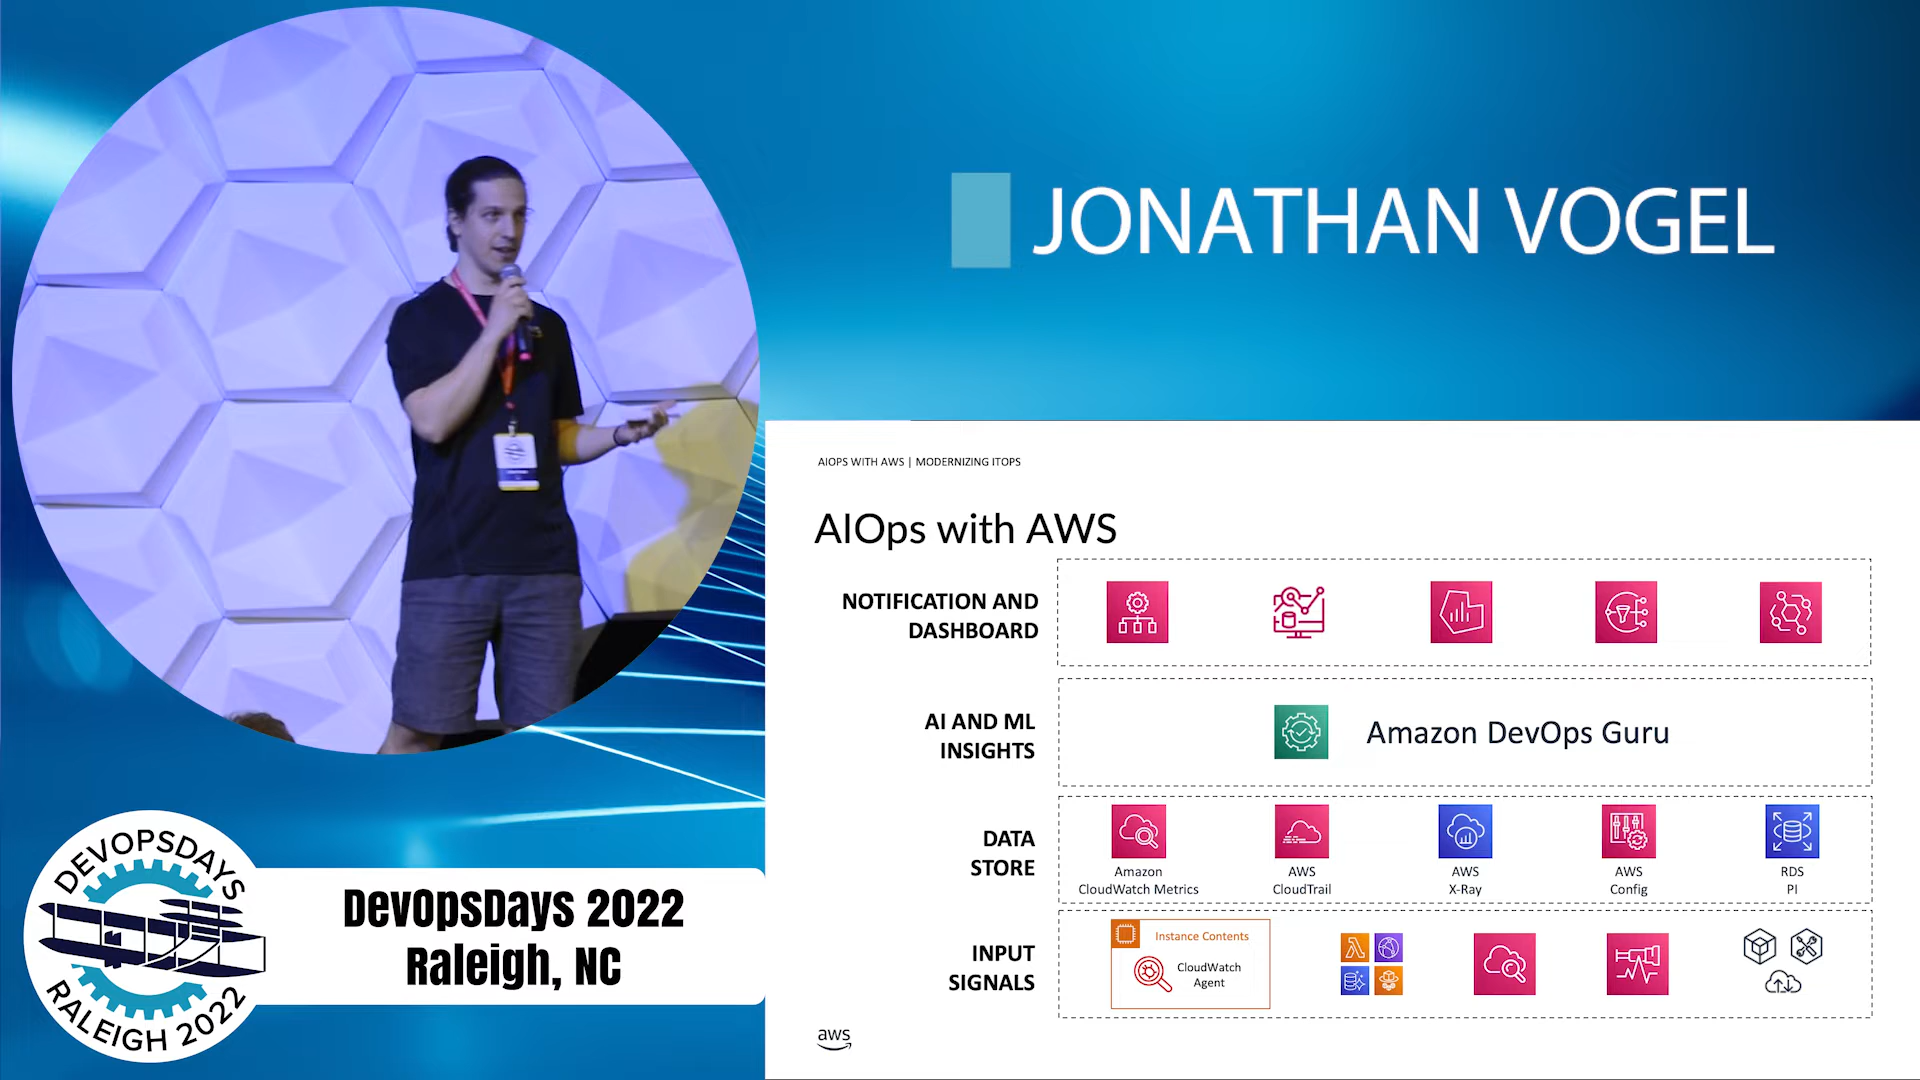 JONATHAN VOGEL
AIOPS WITH AWS | MODERNIZING ITOPS
AIOps with AWS
NOTIFICATION AND
DASHBOARD
AI AND ML
INSIGHTS
Amazon DevOps Guru
DATA
STORE
Amazon
CloudWatch Metrics
AWS
CloudTrail
AWS
X-Ray
AWS
Config
RDS
PI
INPUT
SIGNALS
Instance Contents
CloudWatch
Agent
aws
DEVOPSDAYS
RALEIGH 2022
DevOpsDays 2022
Raleigh, NC